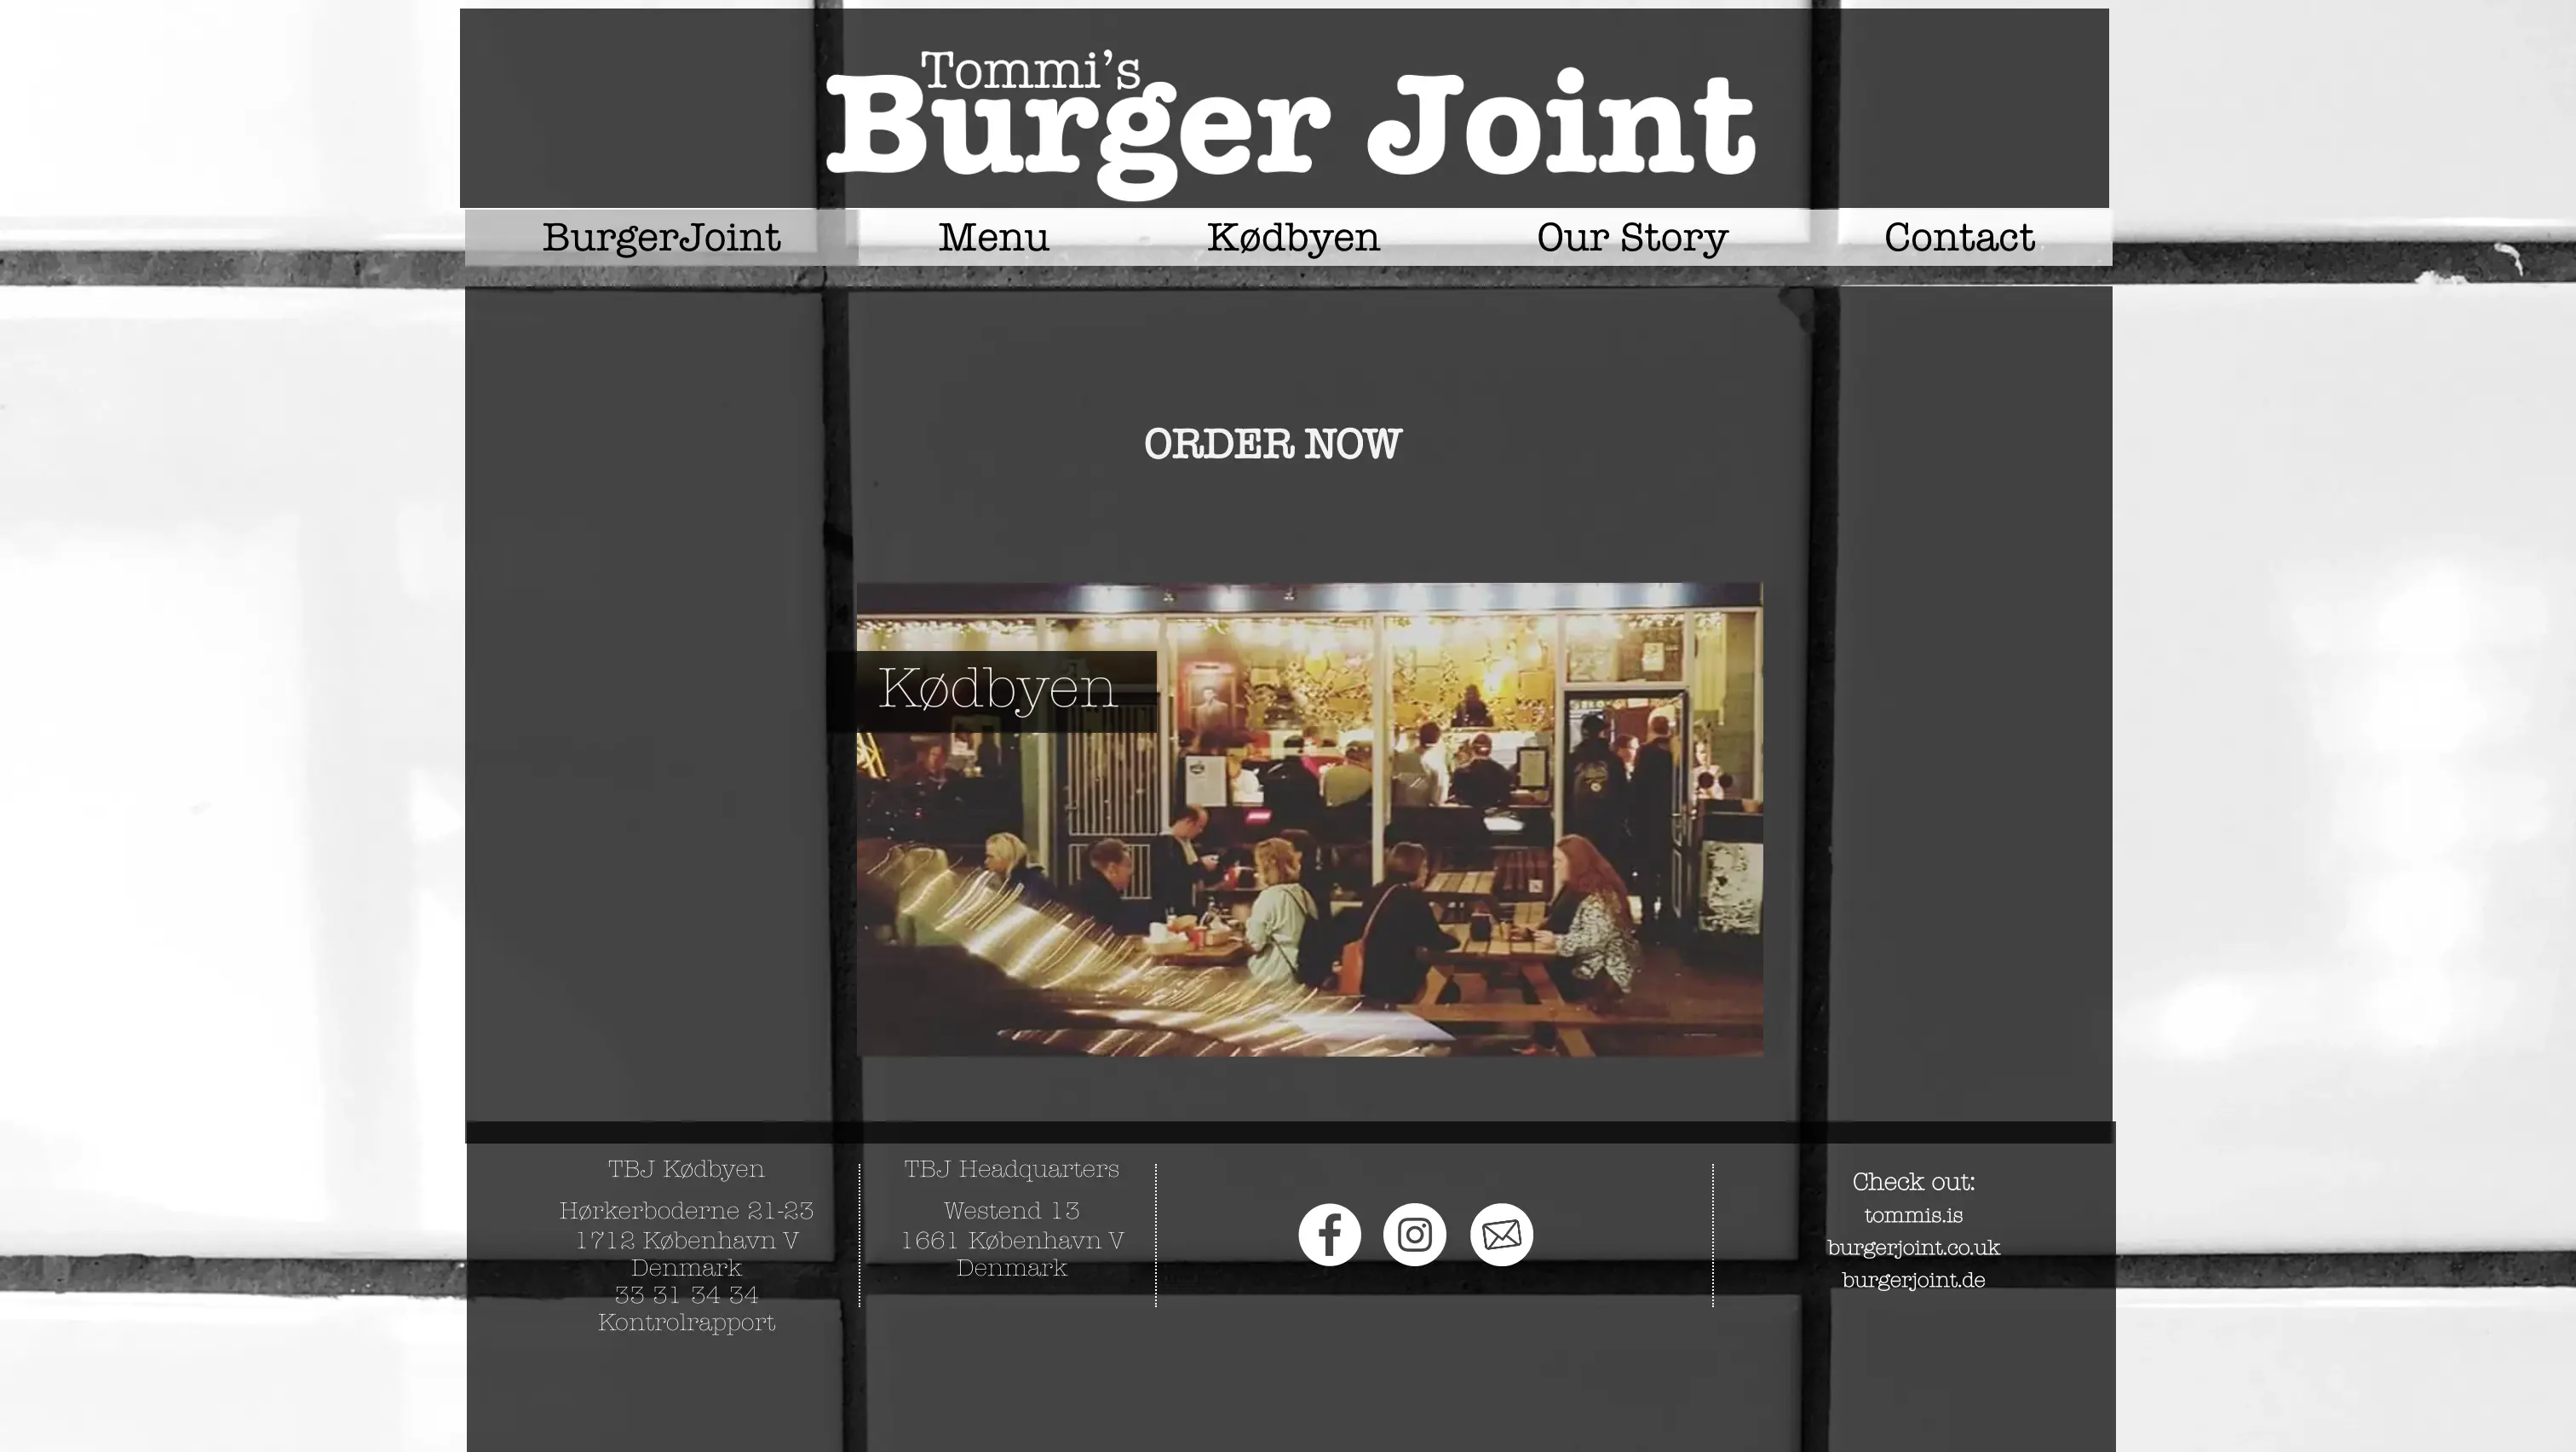 Tommi's
Burger Joint
BurgerJoint Menu Kødbyen Our Story Contact
ORDER NOW
Kødbyen
TBJ Kødbyen
Hørkerboderne 21-23
1712 København V
Denmark
33 31 34 34
Kontrolrapport
TBJ Headquarters
Westend 13
1661 København V
Denmark
Check out:
tommis.is
burgerjoint.co.uk
burgerjoint.de